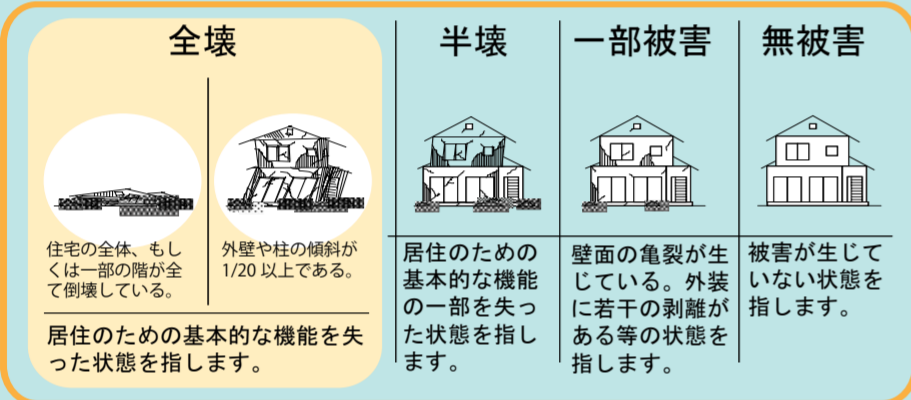 全壊
住宅の全体、もし
くは一部の階が全
て倒壊している。
外壁や柱の傾斜が
1/20 以上である。
居住のための基本的な機能を失
った状態を指します。
半壊
居住のための
基本的な機能
の一部を失っ
た状態を指し
ます。
一部被害
壁面の亀裂が生
じている。外装
に若干の剥離が
ある等の状態を
指します。
無被害
被害が生じて
いない状態を
指します。